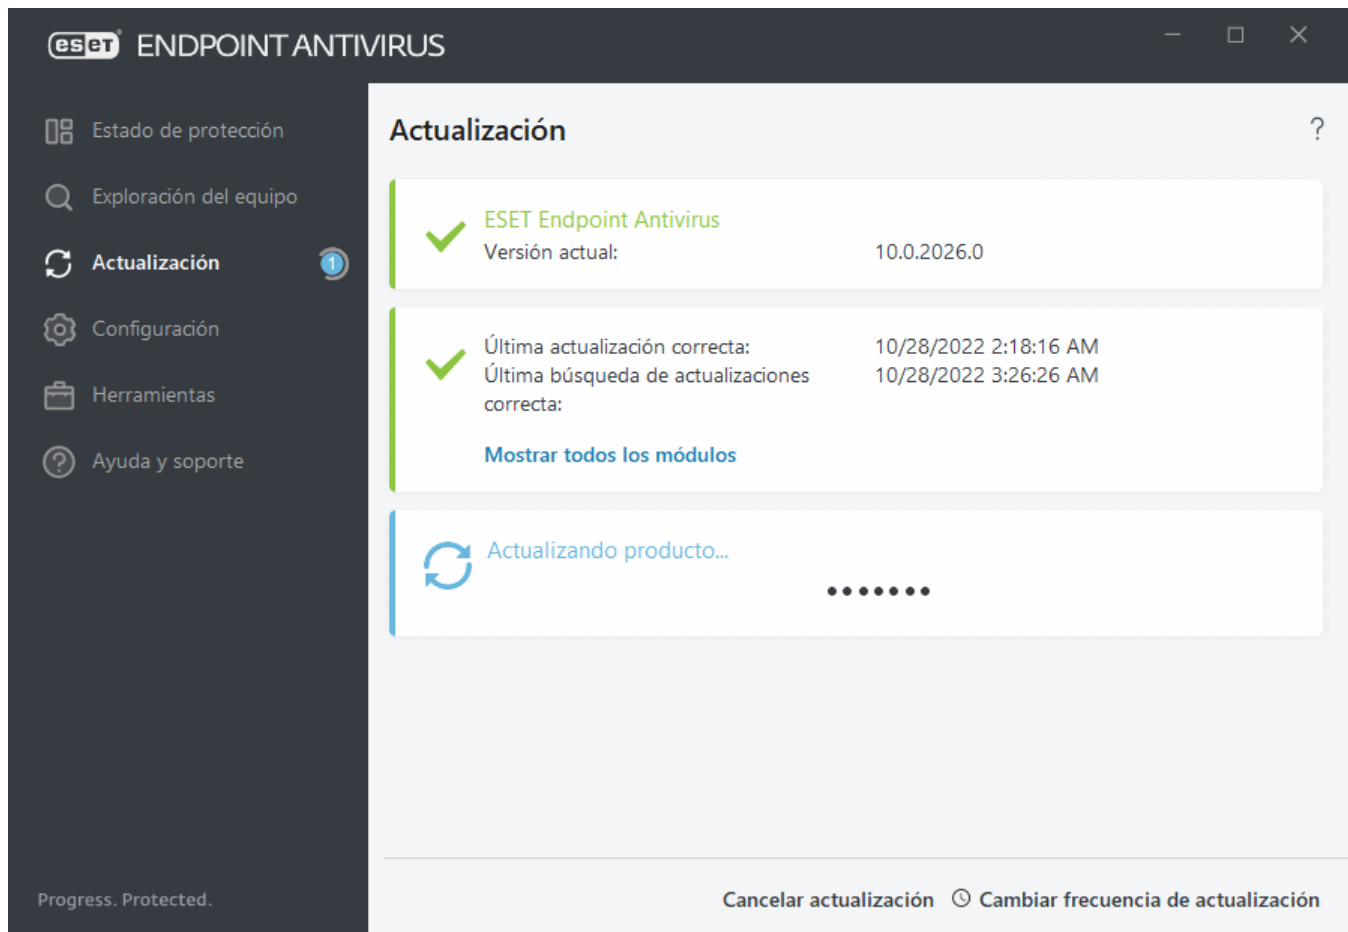 eset ENDPOINT ANTIVIRUS
Estado de protección
Exploración del equipo
Actualización 1
Configuración
Herramientas
Ayuda y soporte
Progress. Protected.
Actualización ?
ESET Endpoint Antivirus
Versión actual: 10.0.2026.0
Última actualización correcta: 10/28/2022 2:18:16 AM
Última búsqueda de actualizaciones 10/28/2022 3:26:26 AM
correcta:
Mostrar todos los módulos
Actualizando producto...
Cancelar actualización Cambiar frecuencia de actualización